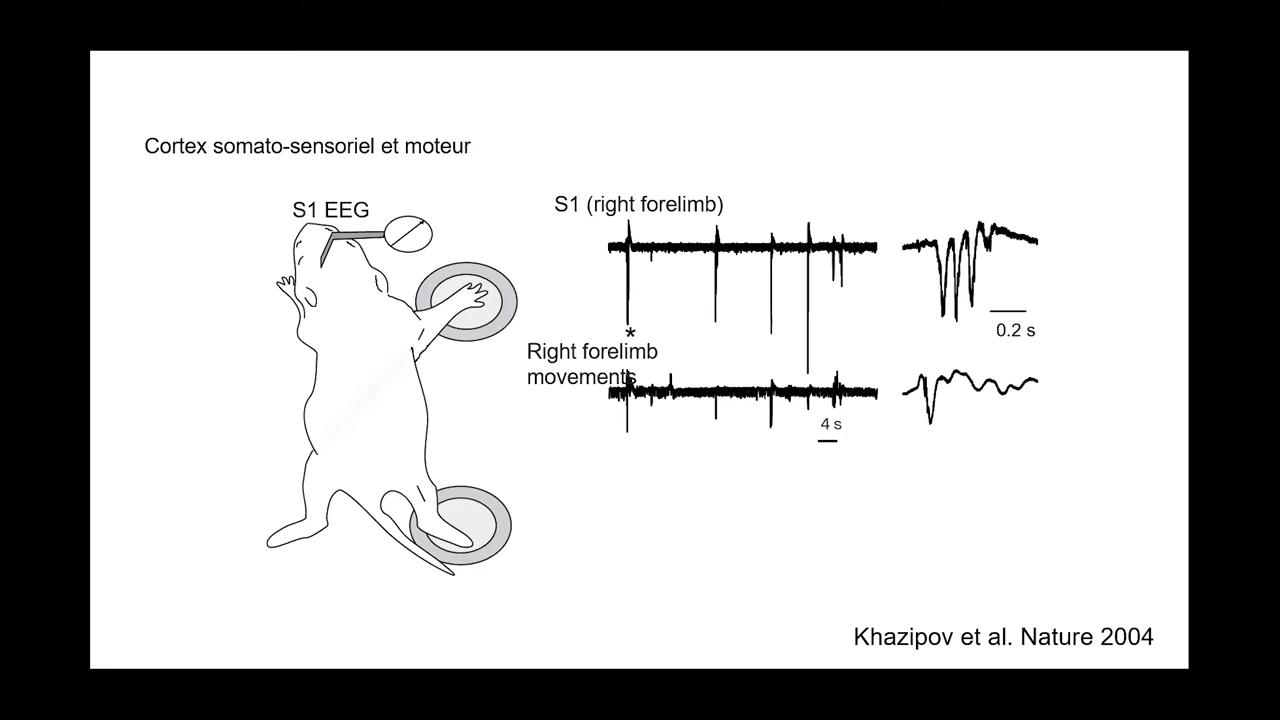 Cortex somato-sensoriel et moteur
S1 EEG
S1 (right forelimb)
0.2 s
*
Right forelimb
movements
4 s
Khazipov et al. Nature 2004